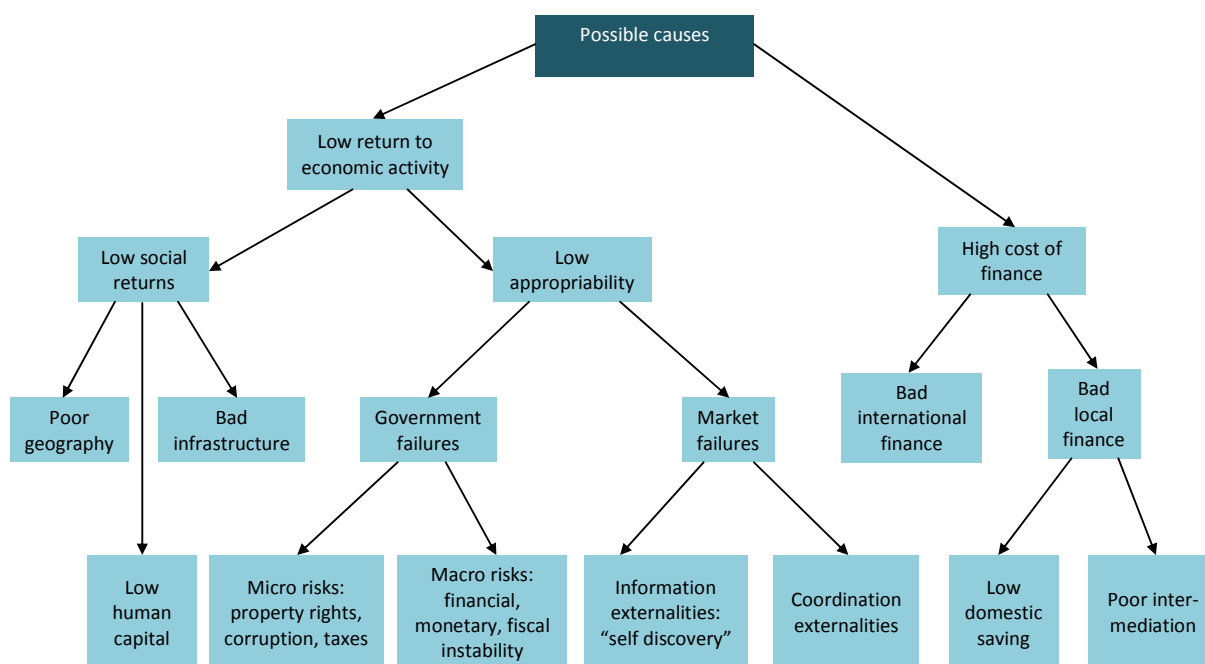 Possible causes
Low return to
economic activity
Low social
returns
Low
appropriability
High cost of
finance
Poor
geography
Bad
infrastructure
Government
failures
Market
failures
Bad
international
finance
Bad
local
finance
Low
human
capital
Micro risks:
property rights,
corruption, taxes
Macro risks:
financial,
monetary, fiscal
instability
Information
externalities:
“self discovery”
Coordination
externalities
Low
domestic
saving
Poor inter-
mediation